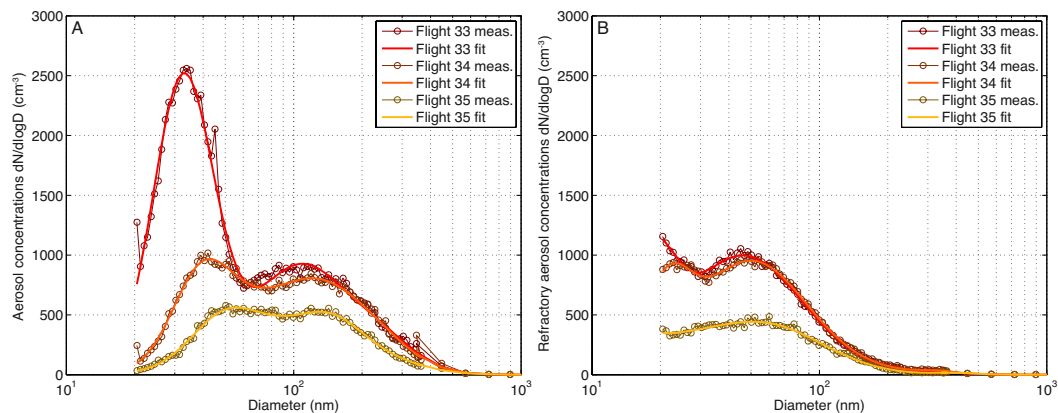 A
Aerosol concentrations dN/dlogD (cm⁻³)
3000
2500
2000
1500
1000
500
0
10¹
10²
10³
Diameter (nm)
Flight 33 meas.
Flight 33 fit
Flight 34 meas.
Flight 34 fit
Flight 35 meas.
Flight 35 fit
B
Refractory aerosol concentrations dN/dlogD (cm⁻³)
3000
2500
2000
1500
1000
500
0
10¹
10²
10³
Diameter (nm)
Flight 33 meas.
Flight 33 fit
Flight 34 meas.
Flight 34 fit
Flight 35 meas.
Flight 35 fit